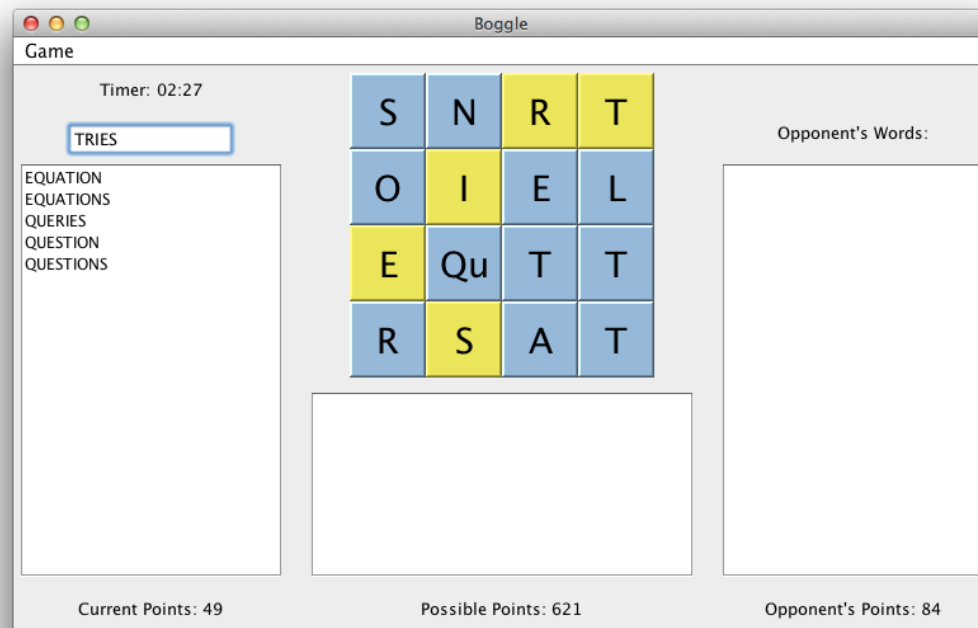 Boggle
Game
Timer: 02:27
TRIES
EQUATION
EQUATIONS
QUERIES
QUESTION
QUESTIONS
Current Points: 49
S N R T
O I E L
E Qu T T
R S A T
Possible Points: 621
Opponent's Words:
Opponent's Points: 84